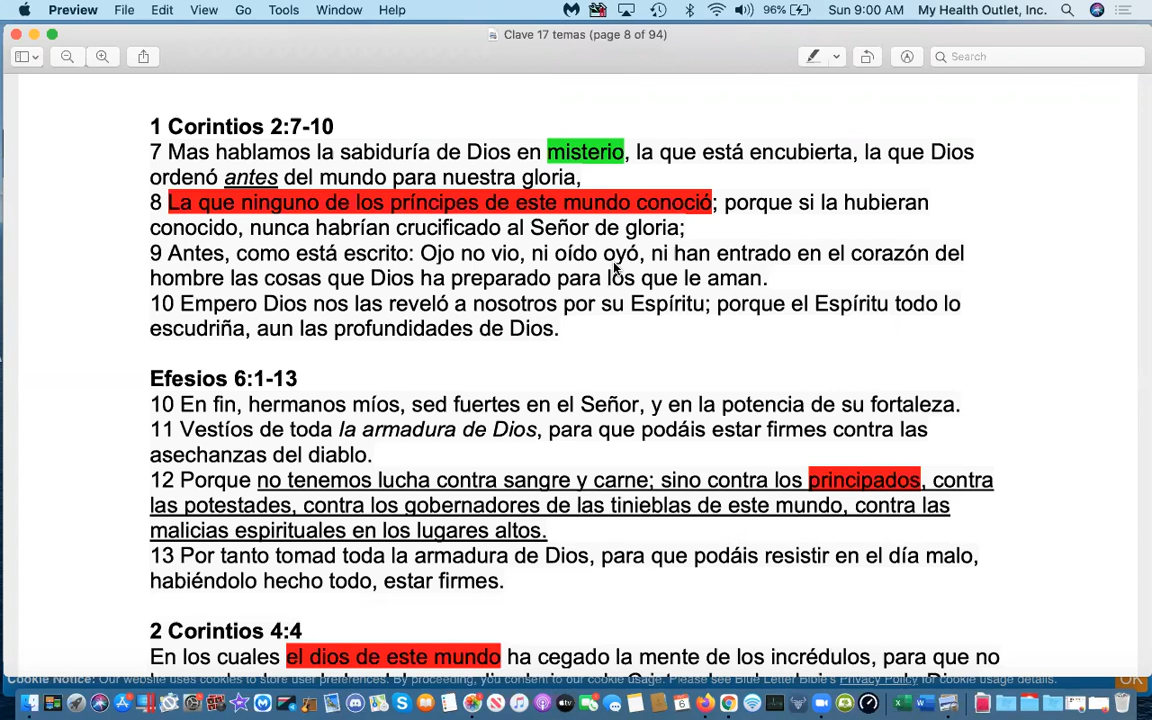 Preview File Edit View Go Tools Window Help 96% Sun 9:00 AM My Health Outlet, Inc.
Clave 17 temas (page 8 of 94)
Search
1 Corintios 2:7-10
7 Mas hablamos la sabiduría de Dios en misterio, la que está encubierta, la que Dios
ordenó antes del mundo para nuestra gloria,
8 La que ninguno de los príncipes de este mundo conoció; porque si la hubieran
conocido, nunca habrían crucificado al Señor de gloria;
9 Antes, como está escrito: Ojo no vio, ni oído oyó, ni han entrado en el corazón del
hombre las cosas que Dios ha preparado para los que le aman.
10 Empero Dios nos las reveló a nosotros por su Espíritu; porque el Espíritu todo lo
escudriña, aun las profundidades de Dios.
Efesios 6:1-13
10 En fin, hermanos míos, sed fuertes en el Señor, y en la potencia de su fortaleza.
11 Vestíos de toda la armadura de Dios, para que podáis estar firmes contra las
asechanzas del diablo.
12 Porque no tenemos lucha contra sangre y carne; sino contra los principados, contra
las potestades, contra los gobernadores de las tinieblas de este mundo, contra las
malicias espirituales en los lugares altos.
13 Por tanto tomad toda la armadura de Dios, para que podáis resistir en el día malo,
habiéndolo hecho todo, estar firmes.
2 Corintios 4:4
En los cuales el dios de este mundo ha cegado la mente de los incrédulos, para que no
Cookie Notice: Our website uses cookies to store user preferences. By proceeding, you consent to our cookie usage. Please see Blue Letter Bible's Privacy Policy for cookie usage details. OK